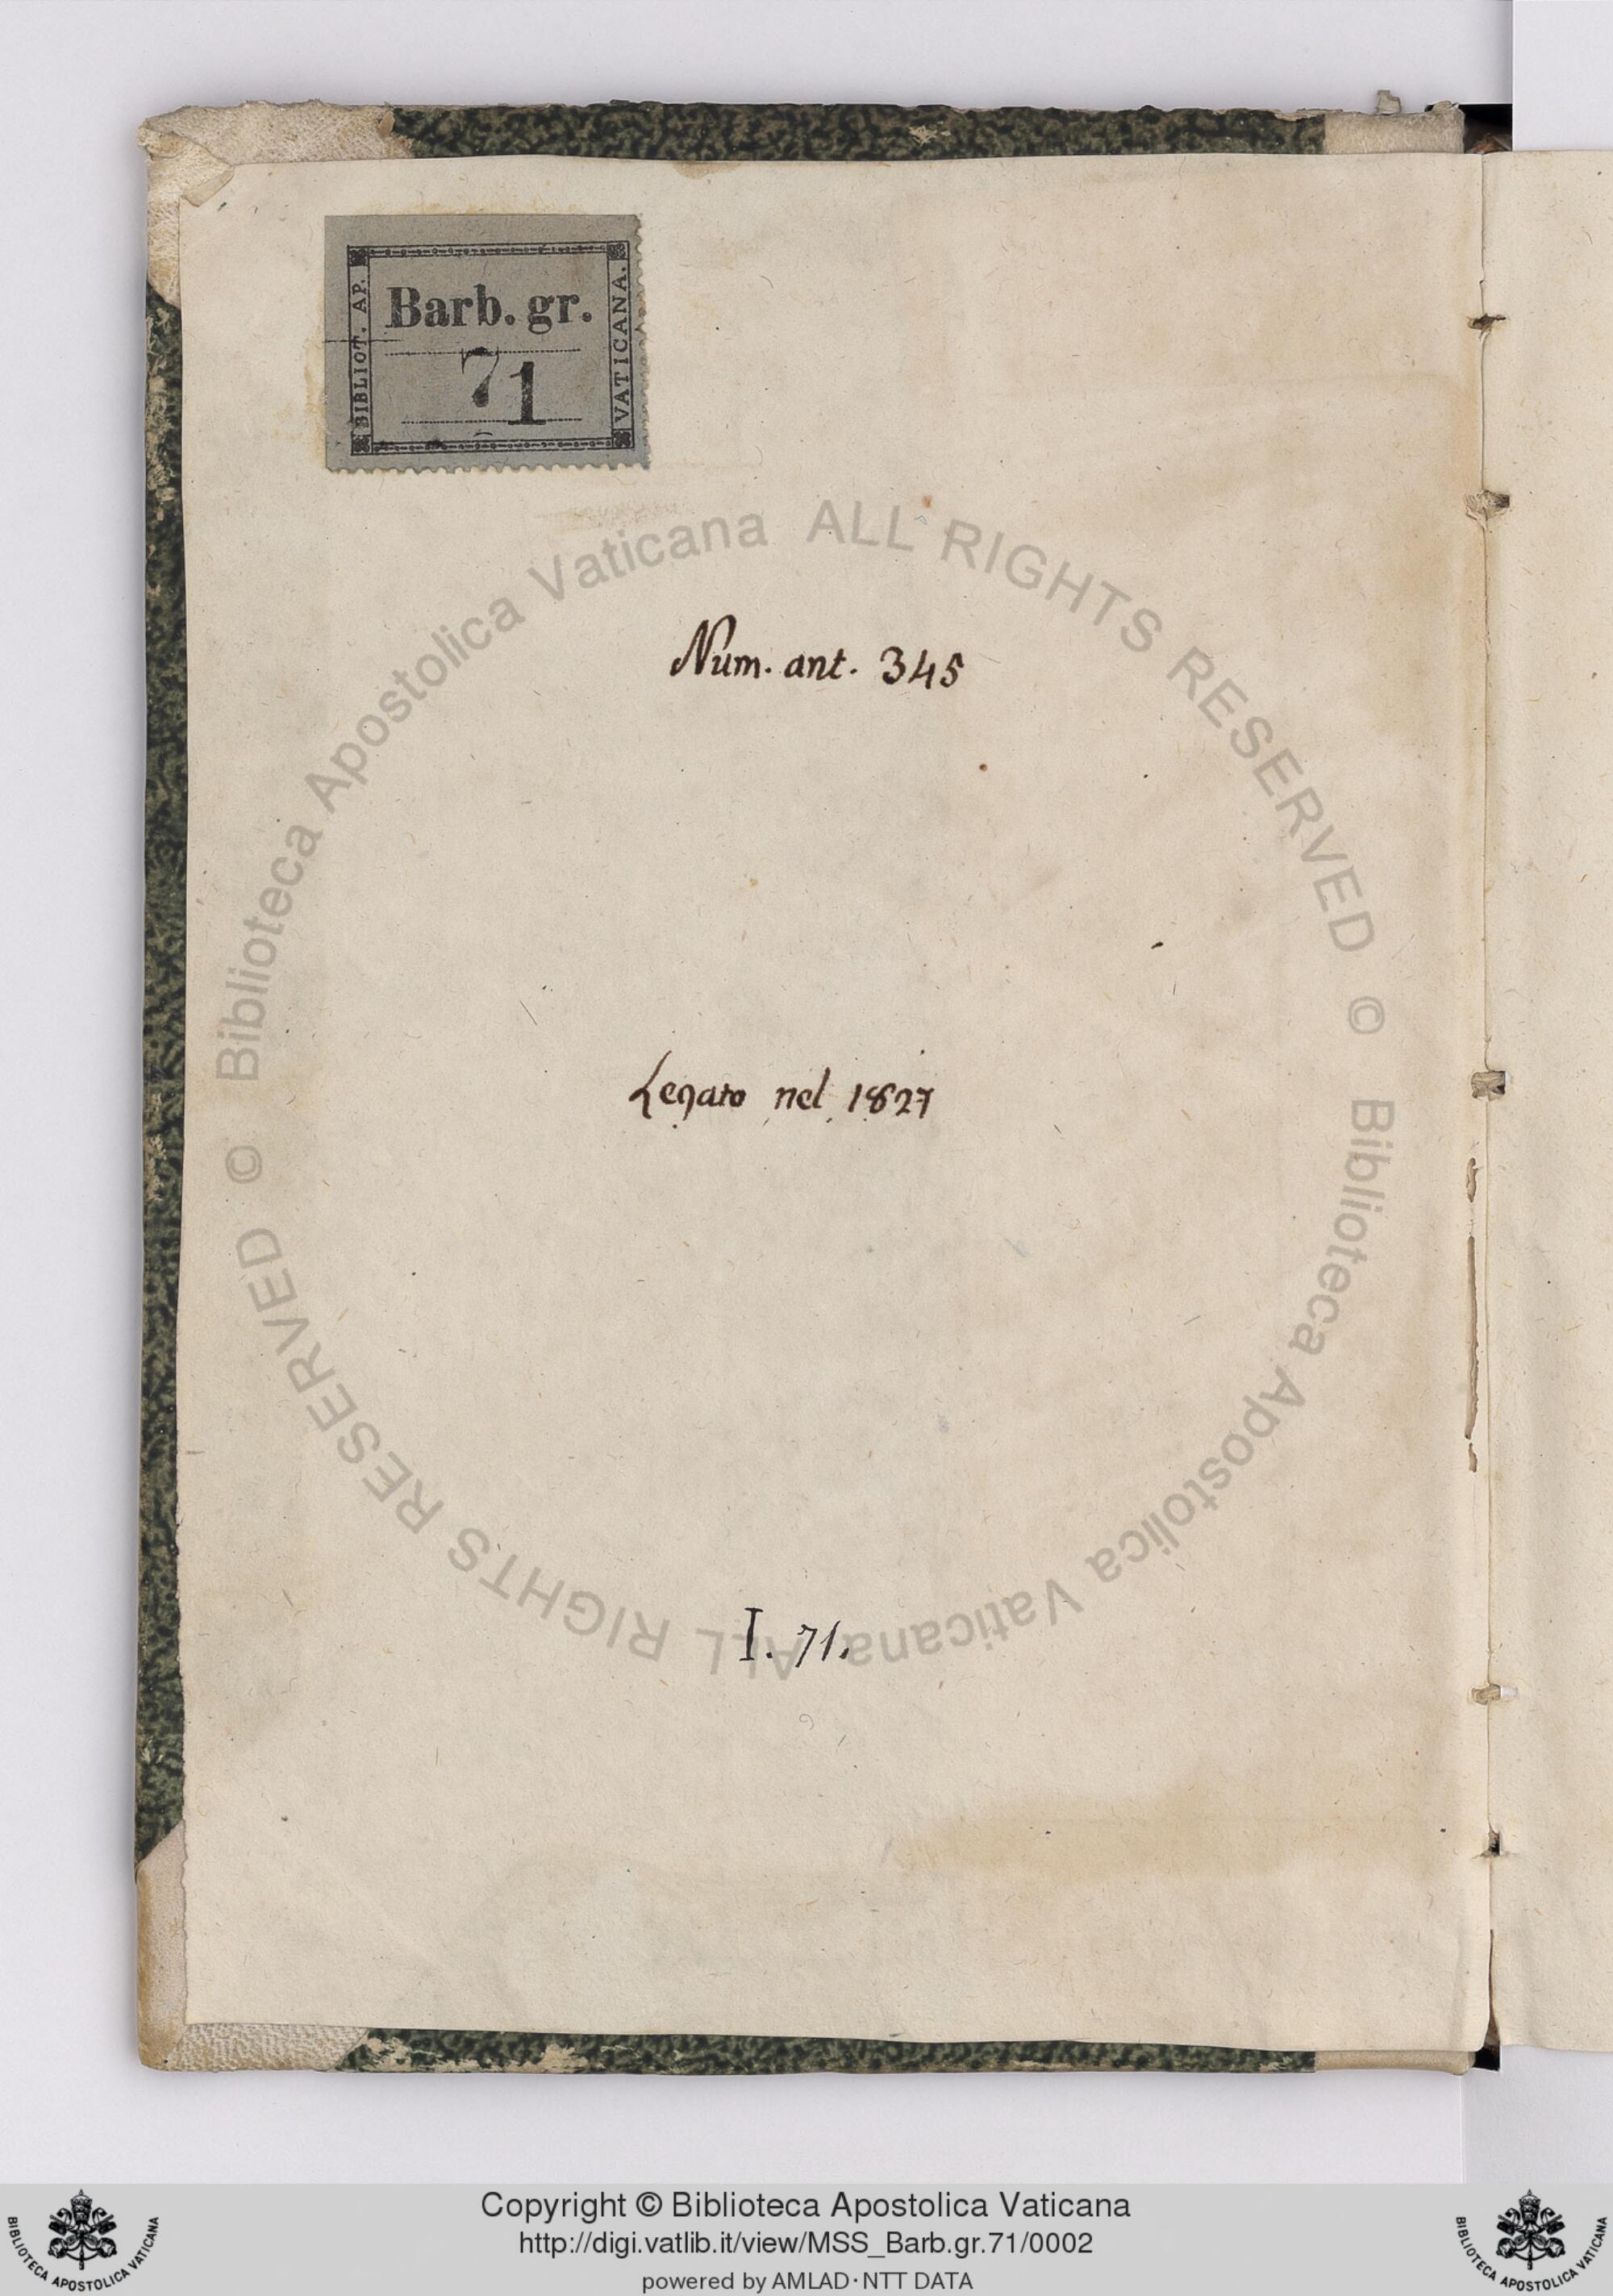 BIBLIOT. AP.
Barb. gr.
71
VATICANA.
Num. ant. 345
Legato nel 1827
I. 71.
© Biblioteca Apostolica Vaticana ALL RIGHTS RESERVED
© Biblioteca Apostolica Vaticana ALL RIGHTS RESERVED
Copyright © Biblioteca Apostolica Vaticana
http://digi.vatlib.it/view/MSS_Barb.gr.71/0002
powered by AMLAD · NTT DATA
BIBLIOTECA APOSTOLICA VATICANA
BIBLIOTECA APOSTOLICA VATICANA